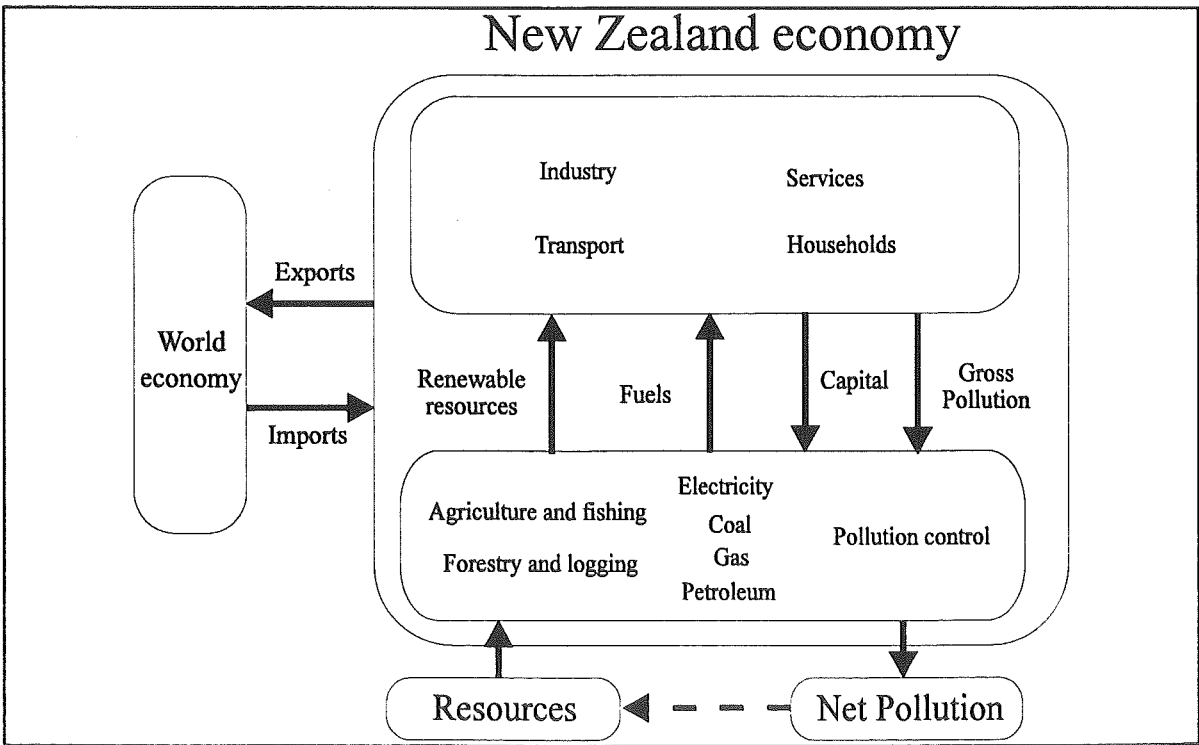 New Zealand economy
Industry
Services
Transport
Households
Exports
World
economy
Imports
Renewable
resources
Fuels
Capital
Gross
Pollution
Agriculture and fishing
Forestry and logging
Electricity
Coal
Gas
Petroleum
Pollution control
Resources
Net Pollution